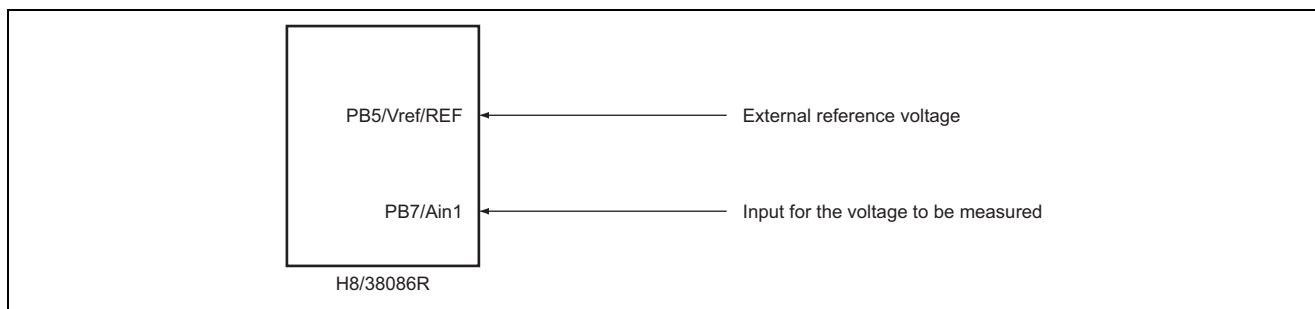 PB5/Vref/REF
External reference voltage
PB7/Ain1
Input for the voltage to be measured
H8/38086R